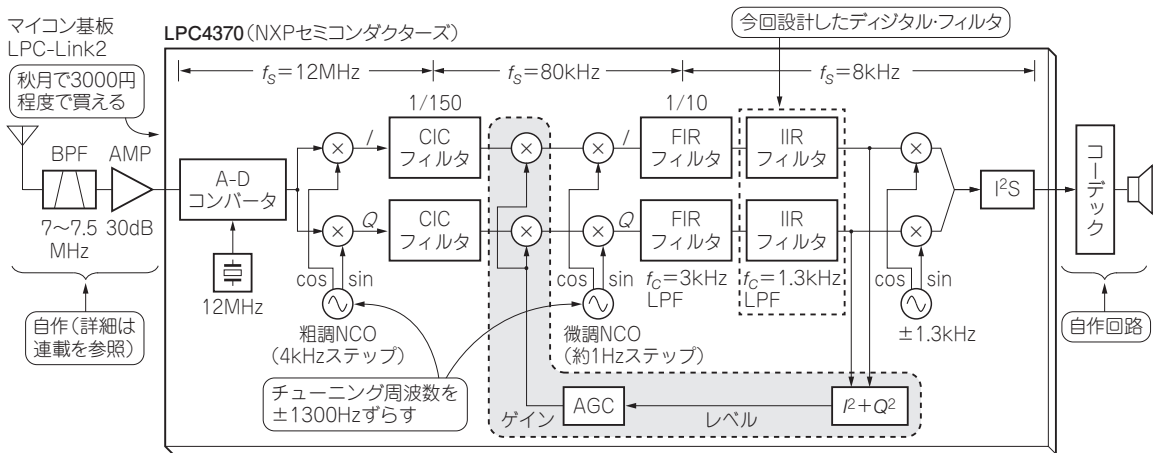 マイコン基板
LPC-Link2
秋月で3000円
程度で買える
BPF
AMP
7～7.5
MHz
30dB
自作（詳細は
連載を参照）
LPC4370（NXPセミコンダクターズ）
今回設計したディジタル・フィルタ
fS＝12MHz
fS＝80kHz
fS＝8kHz
1/150
1/10
A-D
コンバータ
12MHz
×
I
CIC
フィルタ
×
×
I
FIR
フィルタ
IIR
フィルタ
×
×
Q
CIC
フィルタ
×
×
Q
FIR
フィルタ
IIR
フィルタ
×
I²S
コーデック
cos
sin
粗調NCO
（4kHzステップ）
cos
sin
微調NCO
（約1Hzステップ）
fC＝3kHz
LPF
fC＝1.3kHz
LPF
cos
sin
±1.3kHz
自作回路
チューニング周波数を
±1300Hzずらす
ゲイン
AGC
レベル
I²＋Q²